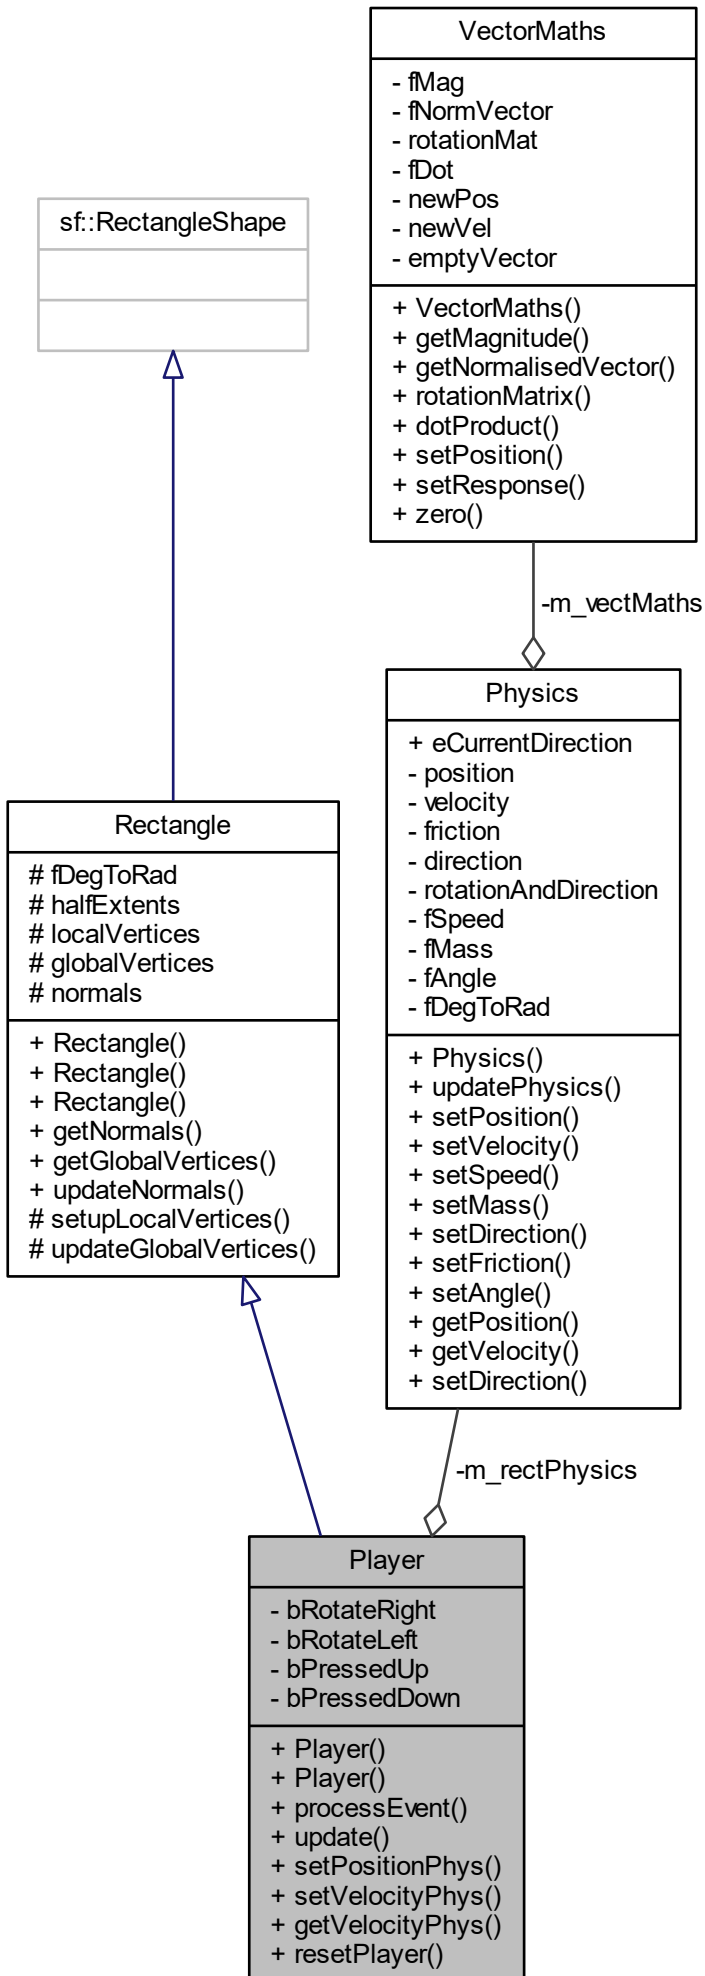 VectorMaths
- fMag
- fNormVector
- rotationMat
- fDot
- newPos
- newVel
- emptyVector
+ VectorMaths()
+ getMagnitude()
+ getNormalisedVector()
+ rotationMatrix()
+ dotProduct()
+ setPosition()
+ setResponse()
+ zero()
sf::RectangleShape
-m_vectMaths
Physics
+ eCurrentDirection
- position
- velocity
- friction
- direction
- rotationAndDirection
- fSpeed
- fMass
- fAngle
- fDegToRad
+ Physics()
+ updatePhysics()
+ setPosition()
+ setVelocity()
+ setSpeed()
+ setMass()
+ setDirection()
+ setFriction()
+ setAngle()
+ getPosition()
+ getVelocity()
+ setDirection()
Rectangle
# fDegToRad
# halfExtents
# localVertices
# globalVertices
# normals
+ Rectangle()
+ Rectangle()
+ Rectangle()
+ getNormals()
+ getGlobalVertices()
+ updateNormals()
# setupLocalVertices()
# updateGlobalVertices()
-m_rectPhysics
Player
- bRotateRight
- bRotateLeft
- bPressedUp
- bPressedDown
+ Player()
+ Player()
+ processEvent()
+ update()
+ setPositionPhys()
+ setVelocityPhys()
+ getVelocityPhys()
+ resetPlayer()